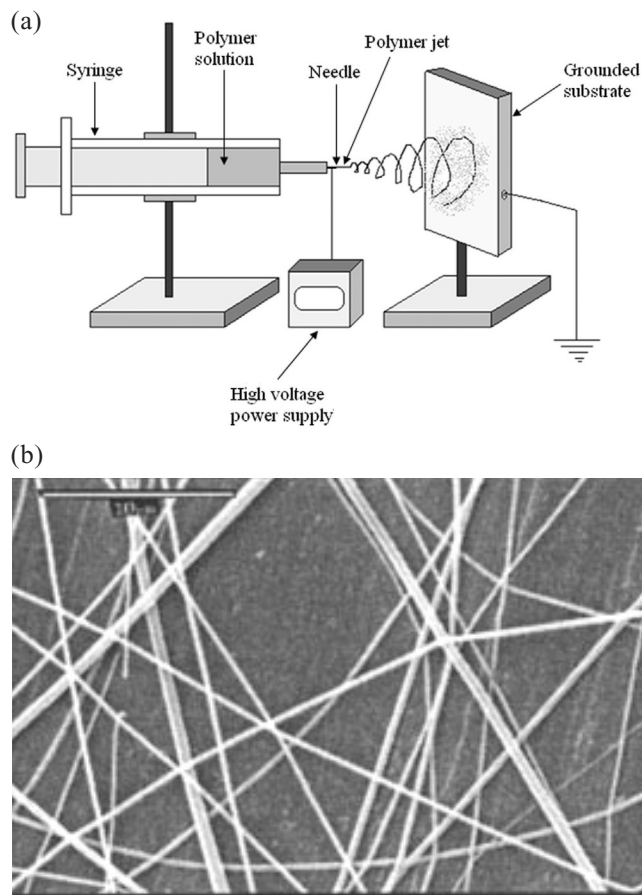 (a)
Polymer
solution
Polymer jet
Syringe
Needle
Grounded
substrate
High voltage
power supply
(b)